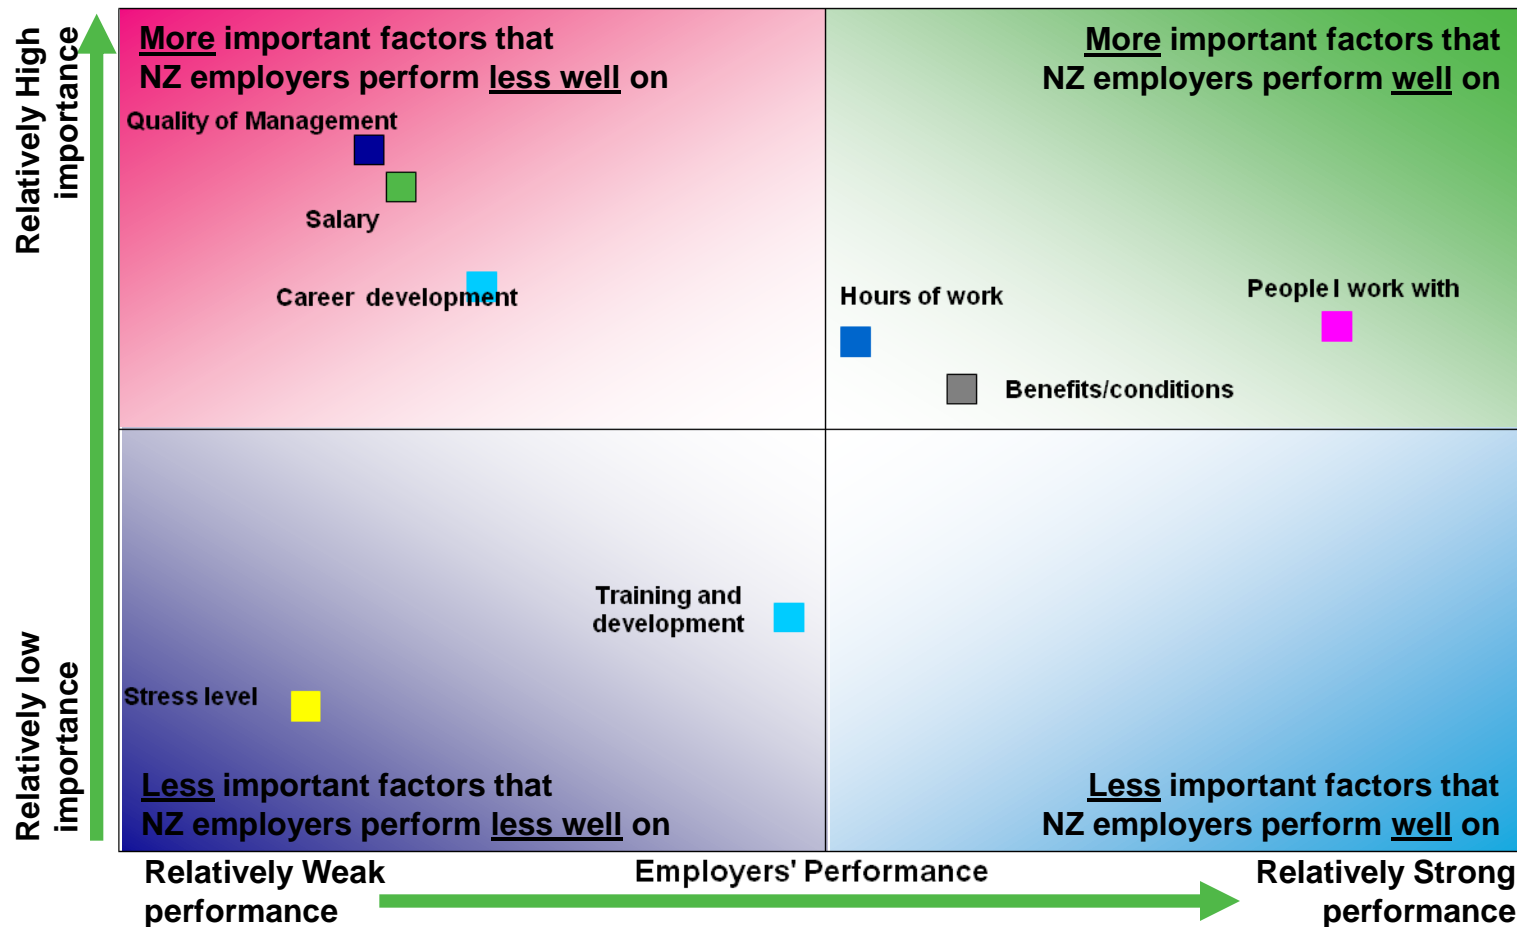 Relatively High
importance
More important factors that
NZ employers perform less well on
More important factors that
NZ employers perform well on
Quality of Management
Salary
Career development
Hours of work
People I work with
Benefits/conditions
Training and
development
Stress level
Relatively low
importance
Less important factors that
NZ employers perform less well on
Less important factors that
NZ employers perform well on
Relatively Weak
performance
Employers' Performance
Relatively Strong
performance